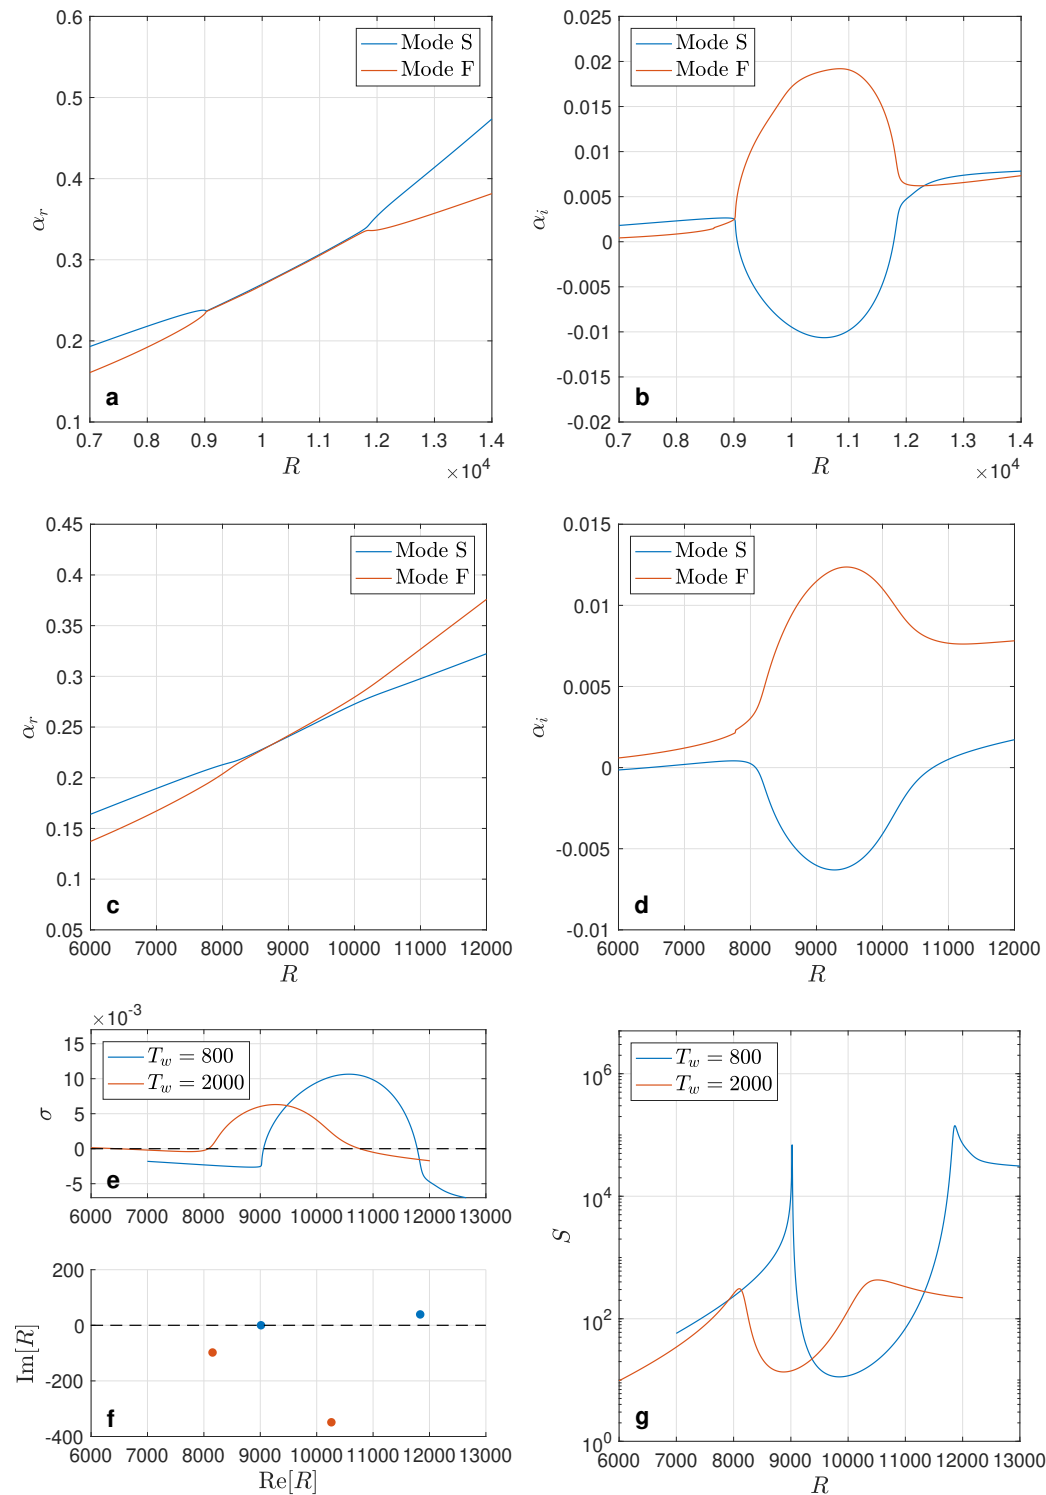 0.6
0.5
0.4
0.3
0.2
0.1
α_r
Mode S
Mode F
a
0.7 0.8 0.9 1 1.1 1.2 1.3 1.4
R
×10^4
0.025
0.02
0.015
0.01
0.005
0
-0.005
-0.01
-0.015
-0.02
α_i
Mode S
Mode F
b
0.7 0.8 0.9 1 1.1 1.2 1.3 1.4
R
×10^4
0.45
0.4
0.35
0.3
0.25
0.2
0.15
0.1
0.05
α_r
Mode S
Mode F
c
6000 7000 8000 9000 10000 11000 12000
R
0.015
0.01
0.005
0
-0.005
-0.01
α_i
Mode S
Mode F
d
6000 7000 8000 9000 10000 11000 12000
R
×10^-3
15
10
5
0
-5
σ
T_w = 800
T_w = 2000
e
6000 7000 8000 9000 10000 11000 12000 13000
200
0
-200
-400
Im[R]
f
6000 7000 8000 9000 10000 11000 12000 13000
Re[R]
10^6
10^4
10^2
10^0
S
T_w = 800
T_w = 2000
g
6000 7000 8000 9000 10000 11000 12000 13000
R